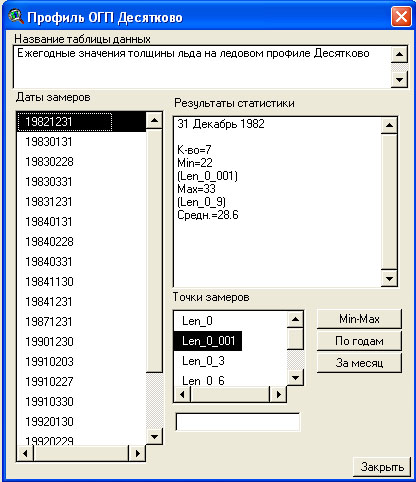 Профиль ОГП Десятково
Название таблицы данных
Ежегодные значения толщины льда на ледовом профиле Десятково
Даты замеров
19821231
19830131
19830228
19830331
19831231
19840131
19840228
19840331
19841130
19841231
19871231
19901230
19910203
19910227
19910330
19920130
19920229
Результаты статистики
31 Декабрь 1982
К-во=7
Min=22
(Len_0_001)
Max=33
(Len_0_9)
Средн.=28.6
Точки замеров
Len_0
Len_0_001
Len_0_3
Len_0_6
Min-Max
По годам
За месяц
Закрыть